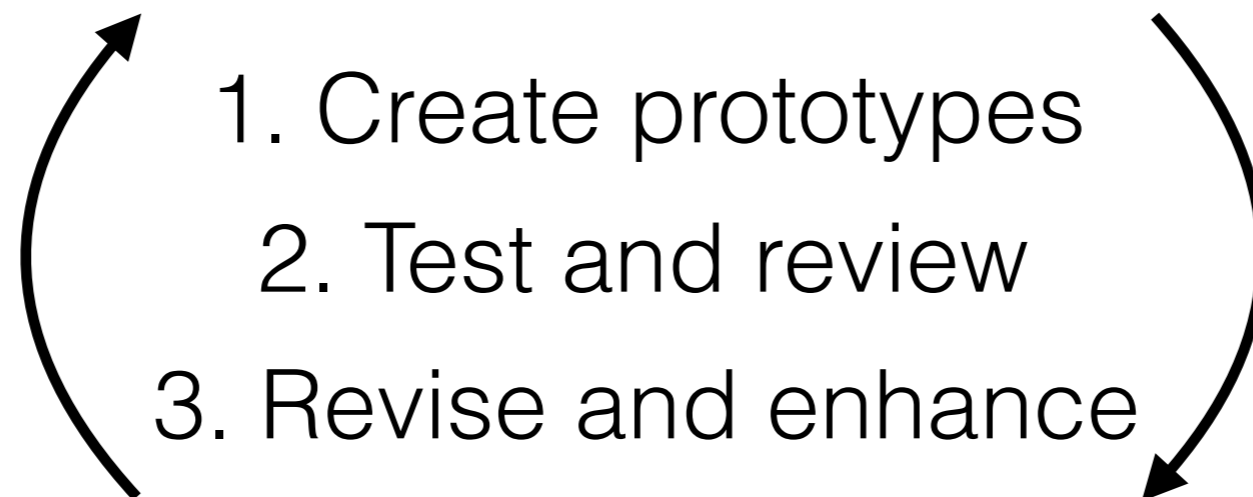 1. Create prototypes
2. Test and review
3. Revise and enhance